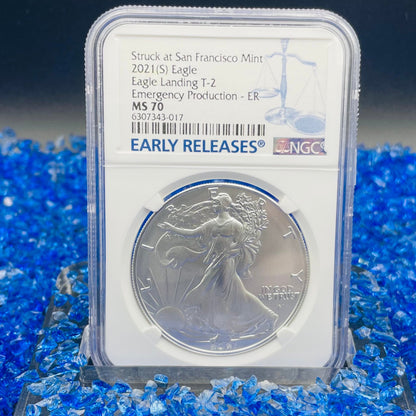 Struck at San Francisco Mint
2021(S) Eagle
Eagle Landing T-2
Emergency Production - ER
MS 70
6307343-017
EARLY RELEASES®
NGC
LIBERTY
IN GOD
WE TRUST